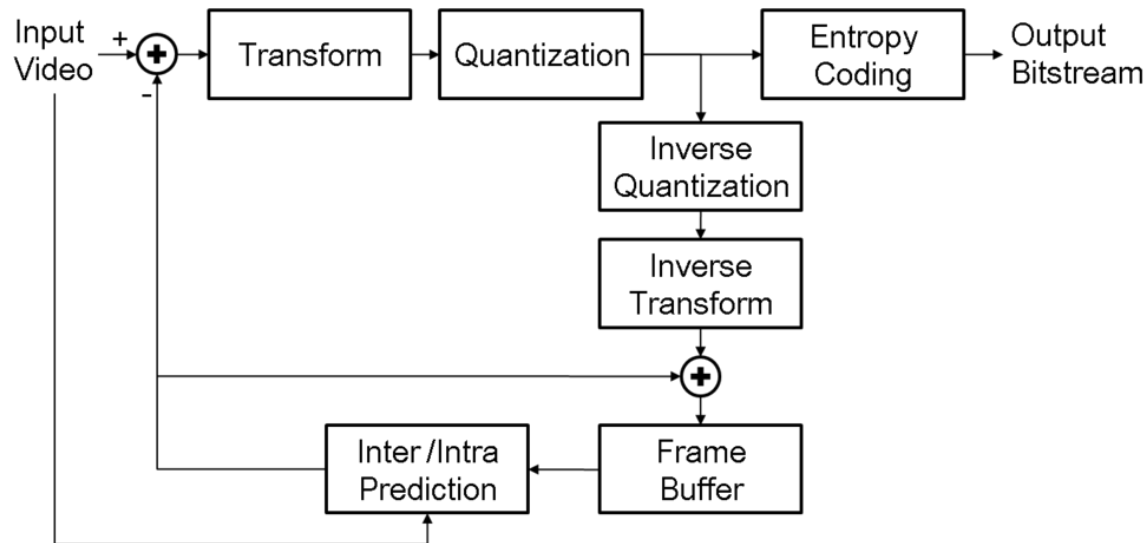 Input
Video
+
-
Transform
Quantization
Entropy
Coding
Output
Bitstream
Inverse
Quantization
Inverse
Transform
Inter/Intra
Prediction
Frame
Buffer